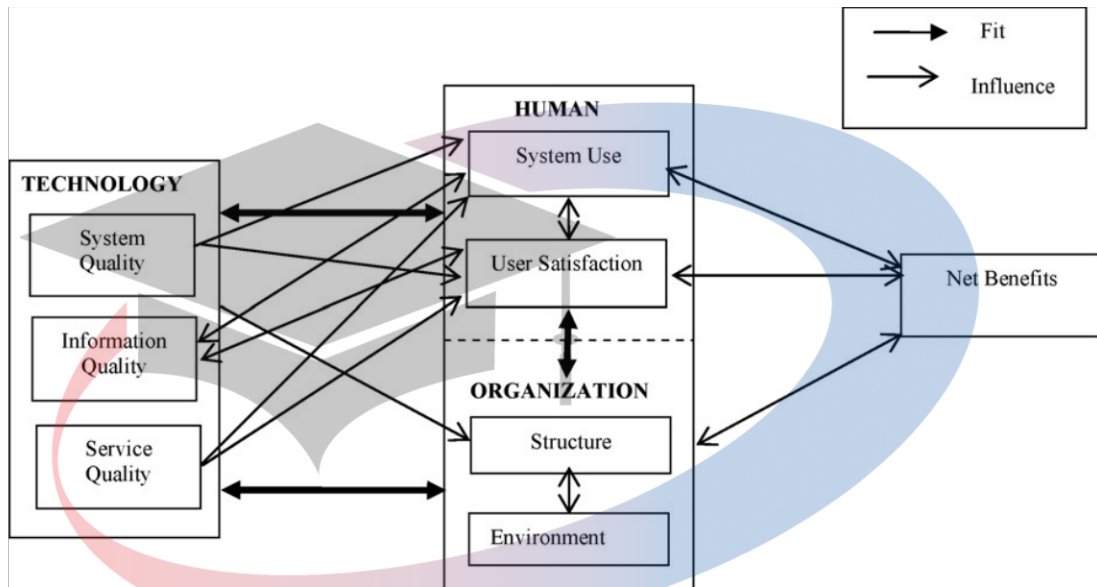 Fit
Influence
HUMAN
System Use
TECHNOLOGY
System
Quality
User Satisfaction
Net Benefits
Information
Quality
ORGANIZATION
Structure
Service
Quality
Environment